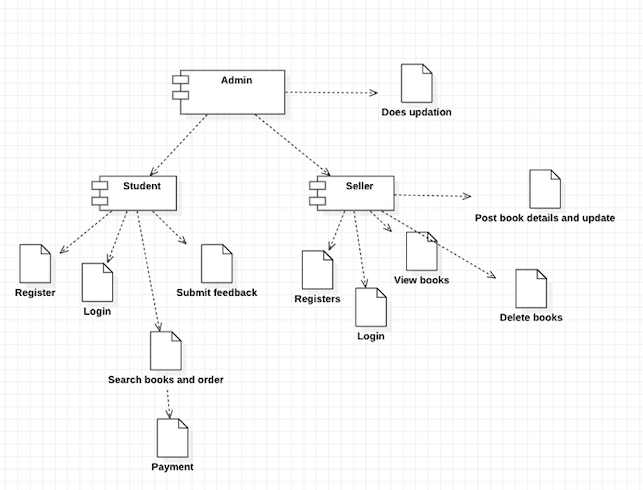 Admin
Does updation
Student
Seller
Post book details and update
Register
Login
Submit feedback
Registers
View books
Login
Delete books
Search books and order
Payment